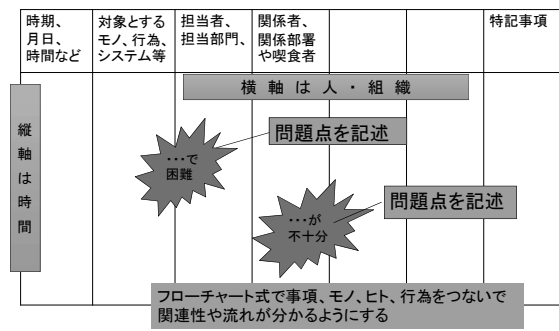 時期、
月日、
時間など
対象とする
モノ、行為、
システム等
担当者、
担当部門、
関係者、
関係部署
や喫食者
特記事項
横軸は人・組織
縦軸は時間
問題点を記述
・・・で
困難
問題点を記述
・・・が
不十分
フローチャート式で事項、モノ、ヒト、行為をつないで
関連性や流れが分かるようにする